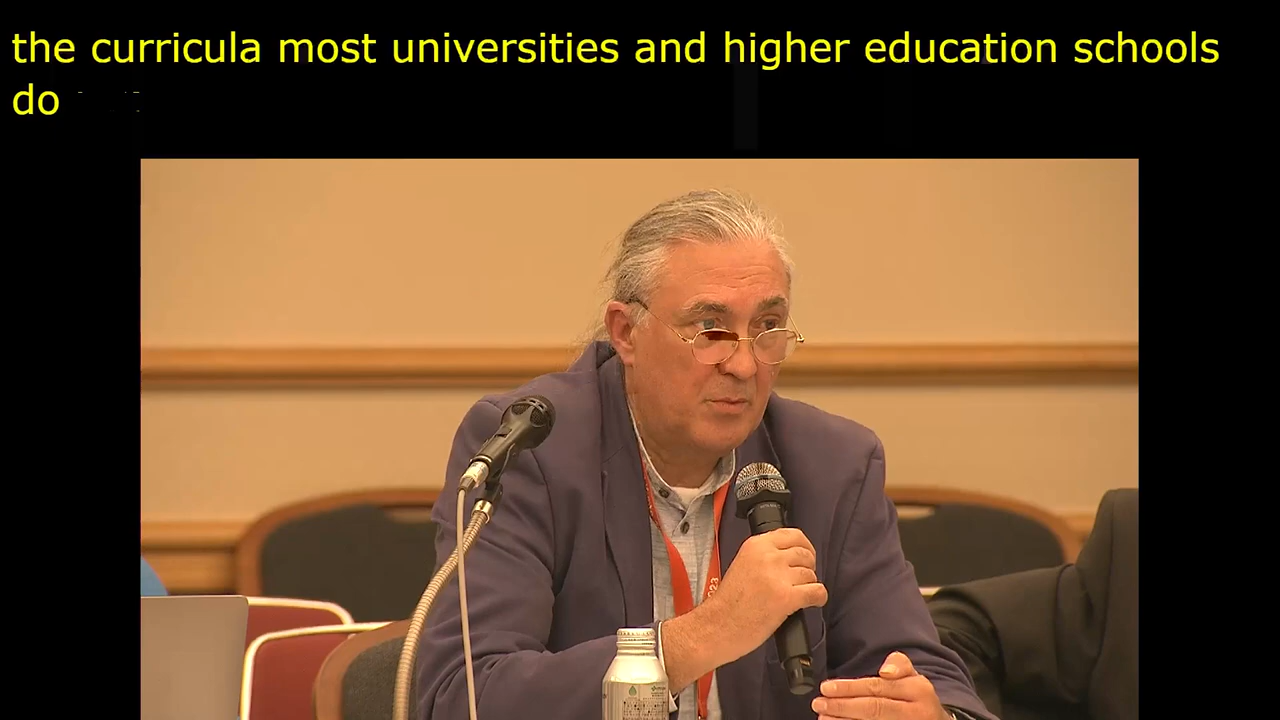 the curricula most universities and higher education schools
do